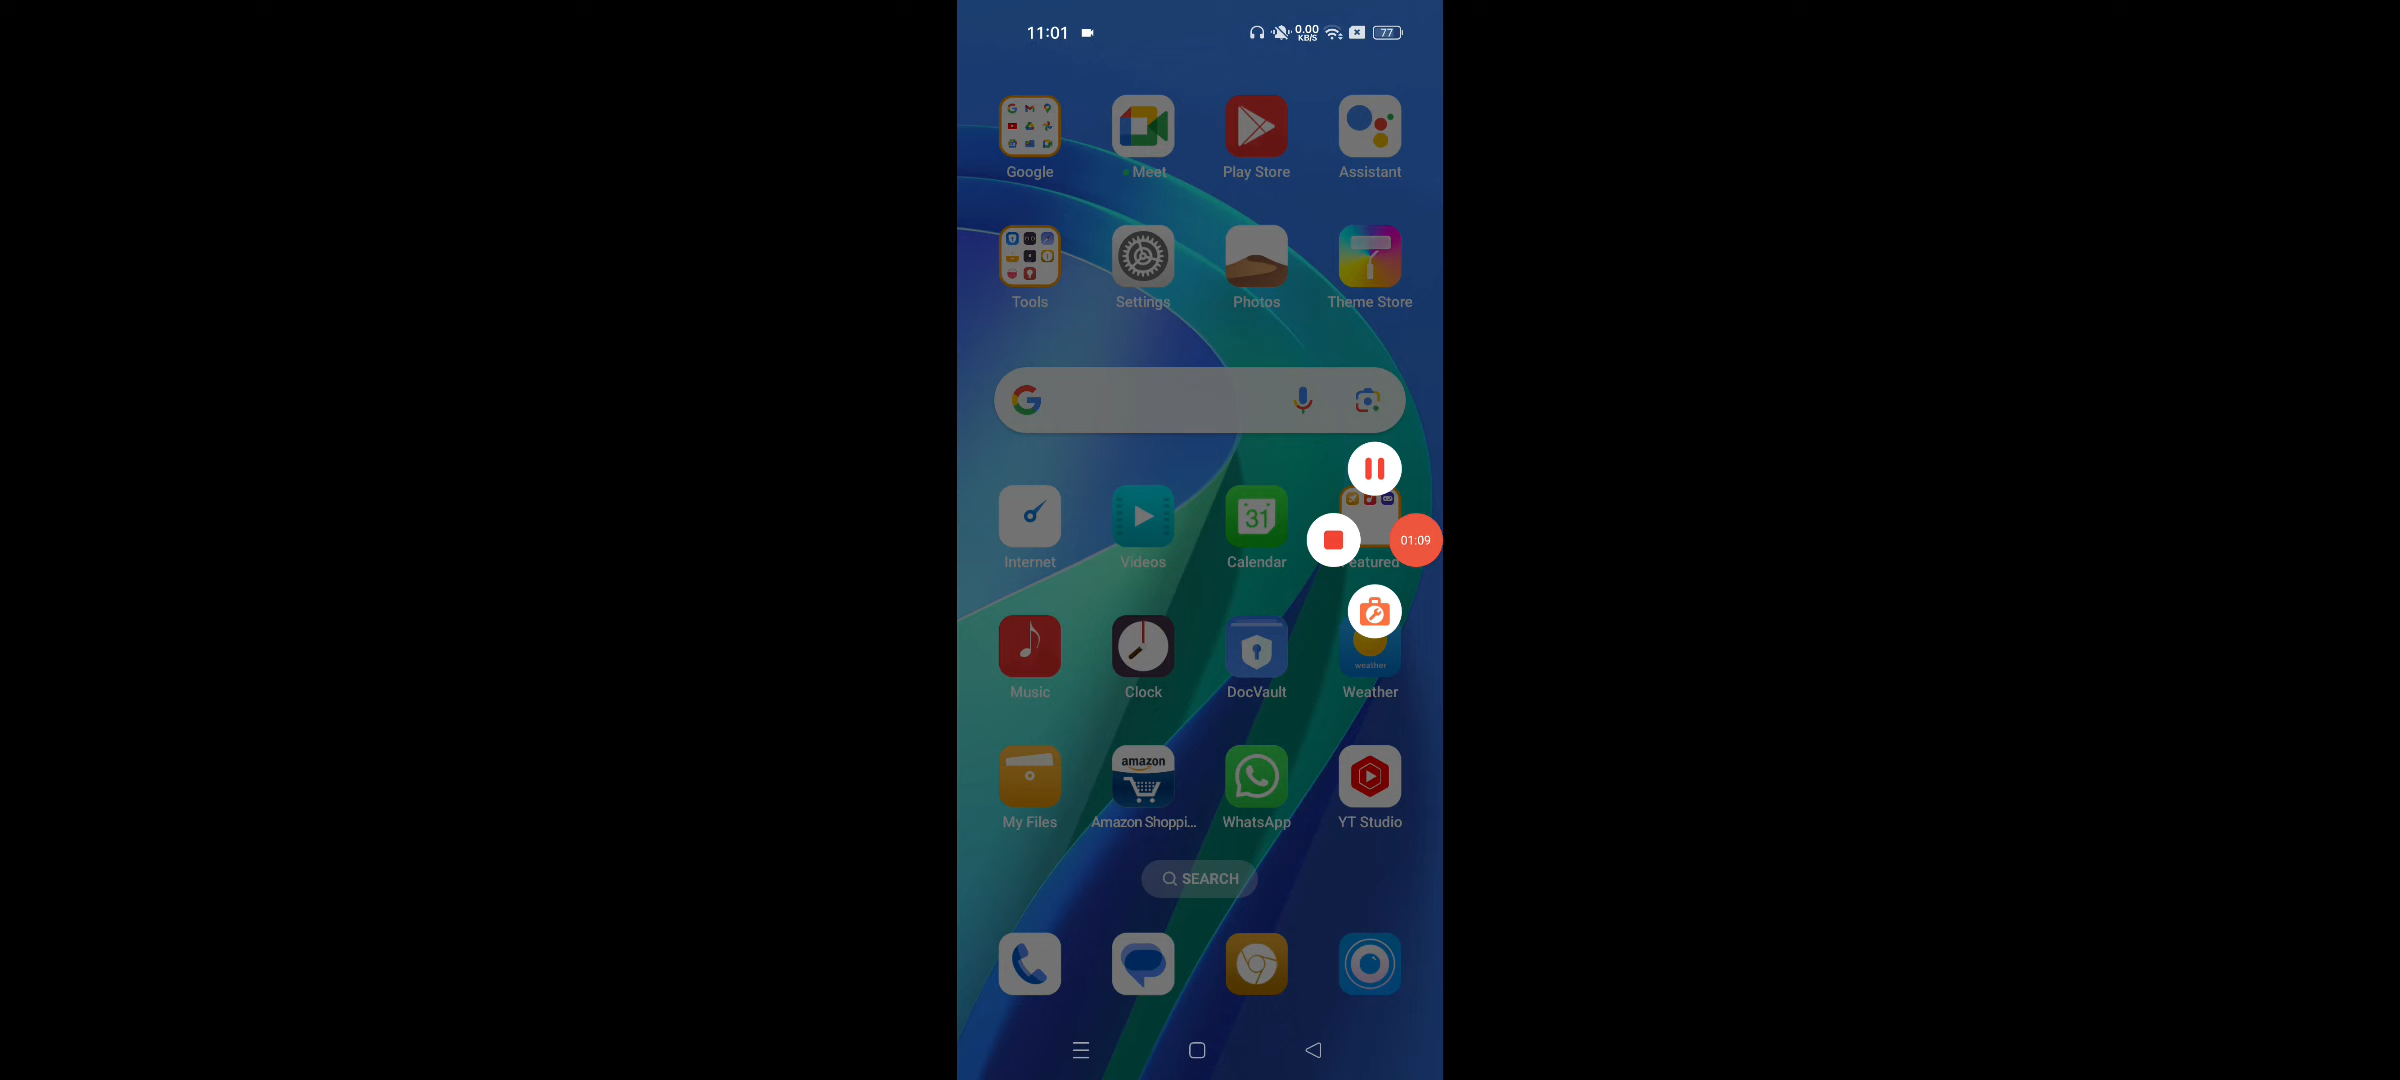 11:01
0.00
KB/S
77
Google
Meet
Play Store
Assistant
Tools
Settings
Photos
Theme Store
31
01:09
Internet
Videos
Calendar
eatured
weather
Music
Clock
DocVault
Weather
amazon
My Files
Amazon Shoppi...
WhatsApp
YT Studio
SEARCH